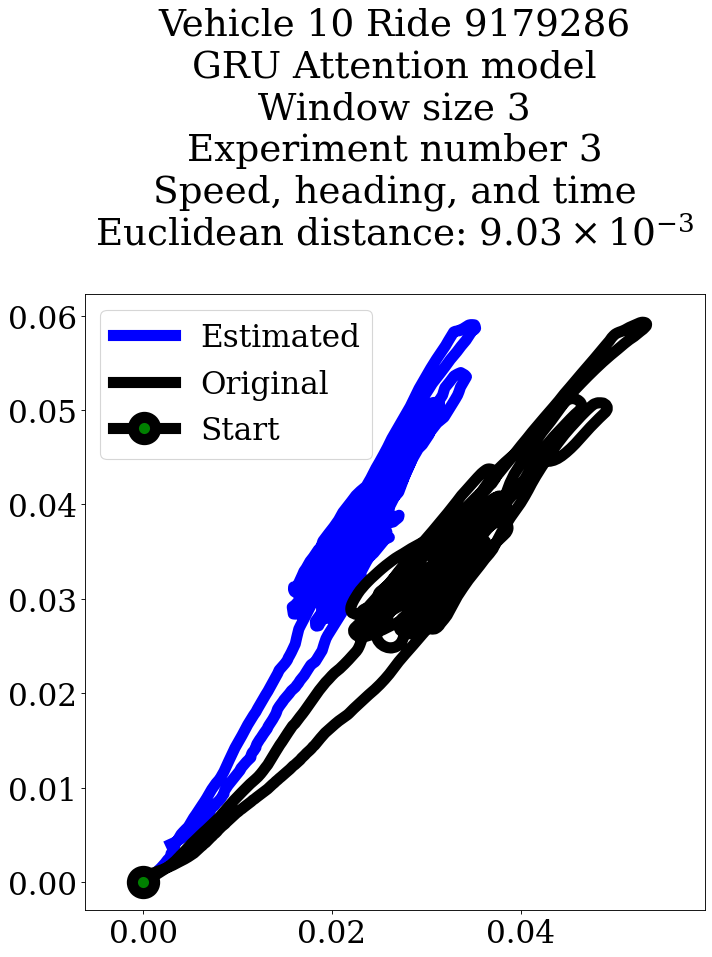 Vehicle 10 Ride 9179286
GRU Attention model
Window size 3
Experiment number 3
Speed, heading, and time
Euclidean distance: 9.03 × 10⁻³
Estimated
Original
Start
0.06
0.05
0.04
0.03
0.02
0.01
0.00
0.00 0.02 0.04